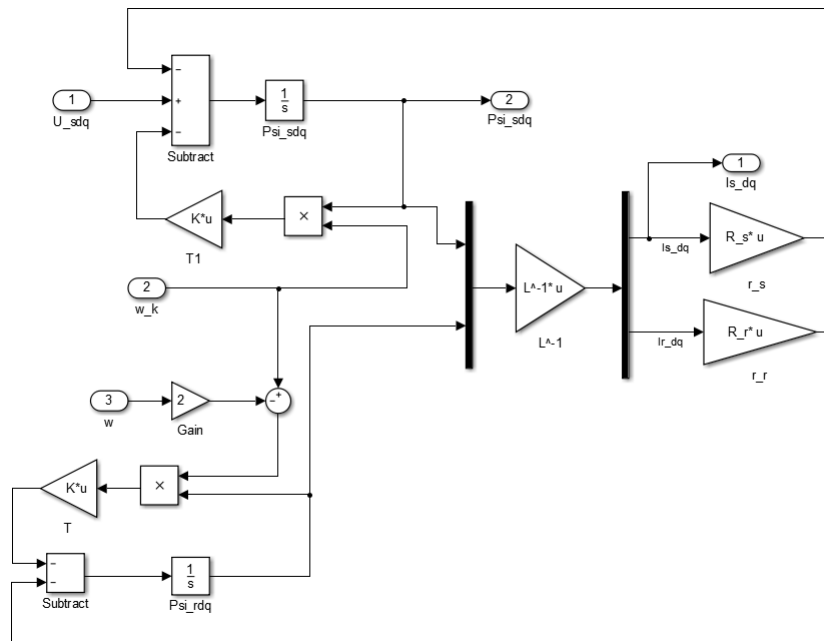 −
1
+
1
s
2
U_sdq
−
Psi_sdq
Psi_sdq
Subtract
1
Is_dq
K*u
×
R_s* u
T1
Is_dq
r_s
2
L^-1* u
w_k
L^-1
R_r* u
Ir_dq
r_r
3
2
−
+
w
Gain
K*u
×
T
−
−
1
s
Subtract
Psi_rdq